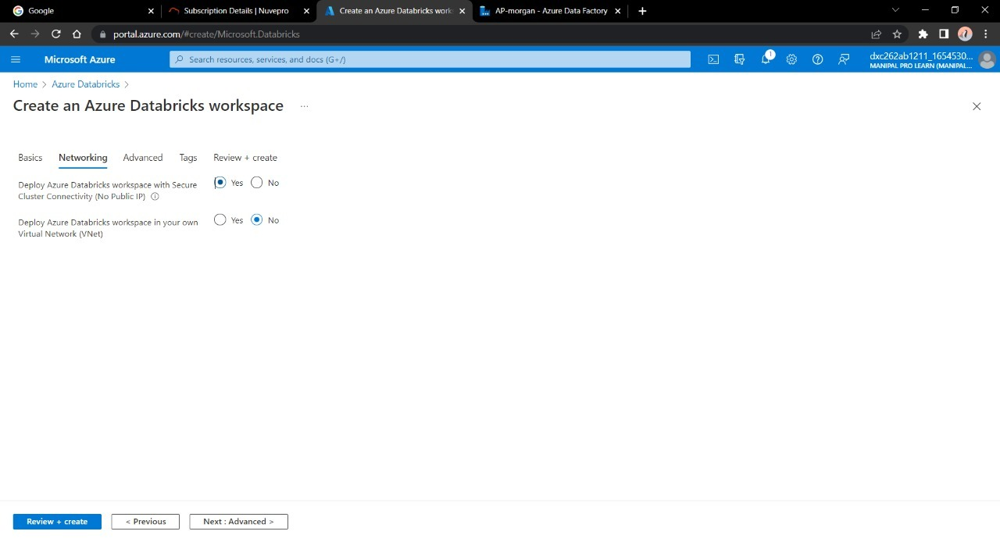 Google
Subscription Details | Nuvepro
Create an Azure Databricks work
AP-morgan - Azure Data Factory
portal.azure.com/#create/Microsoft.Databricks
Microsoft Azure
Search resources, services, and docs (G+/)
1
dxc262ab1211_1654530...
MANIPAL PRO LEARN (MANIPAL...
Home > Azure Databricks >
Create an Azure Databricks workspace ...
Basics Networking Advanced Tags Review + create
Deploy Azure Databricks workspace with Secure
Cluster Connectivity (No Public IP)
Yes No
Deploy Azure Databricks workspace in your own
Virtual Network (VNet)
Yes No
Review + create
< Previous
Next : Advanced >